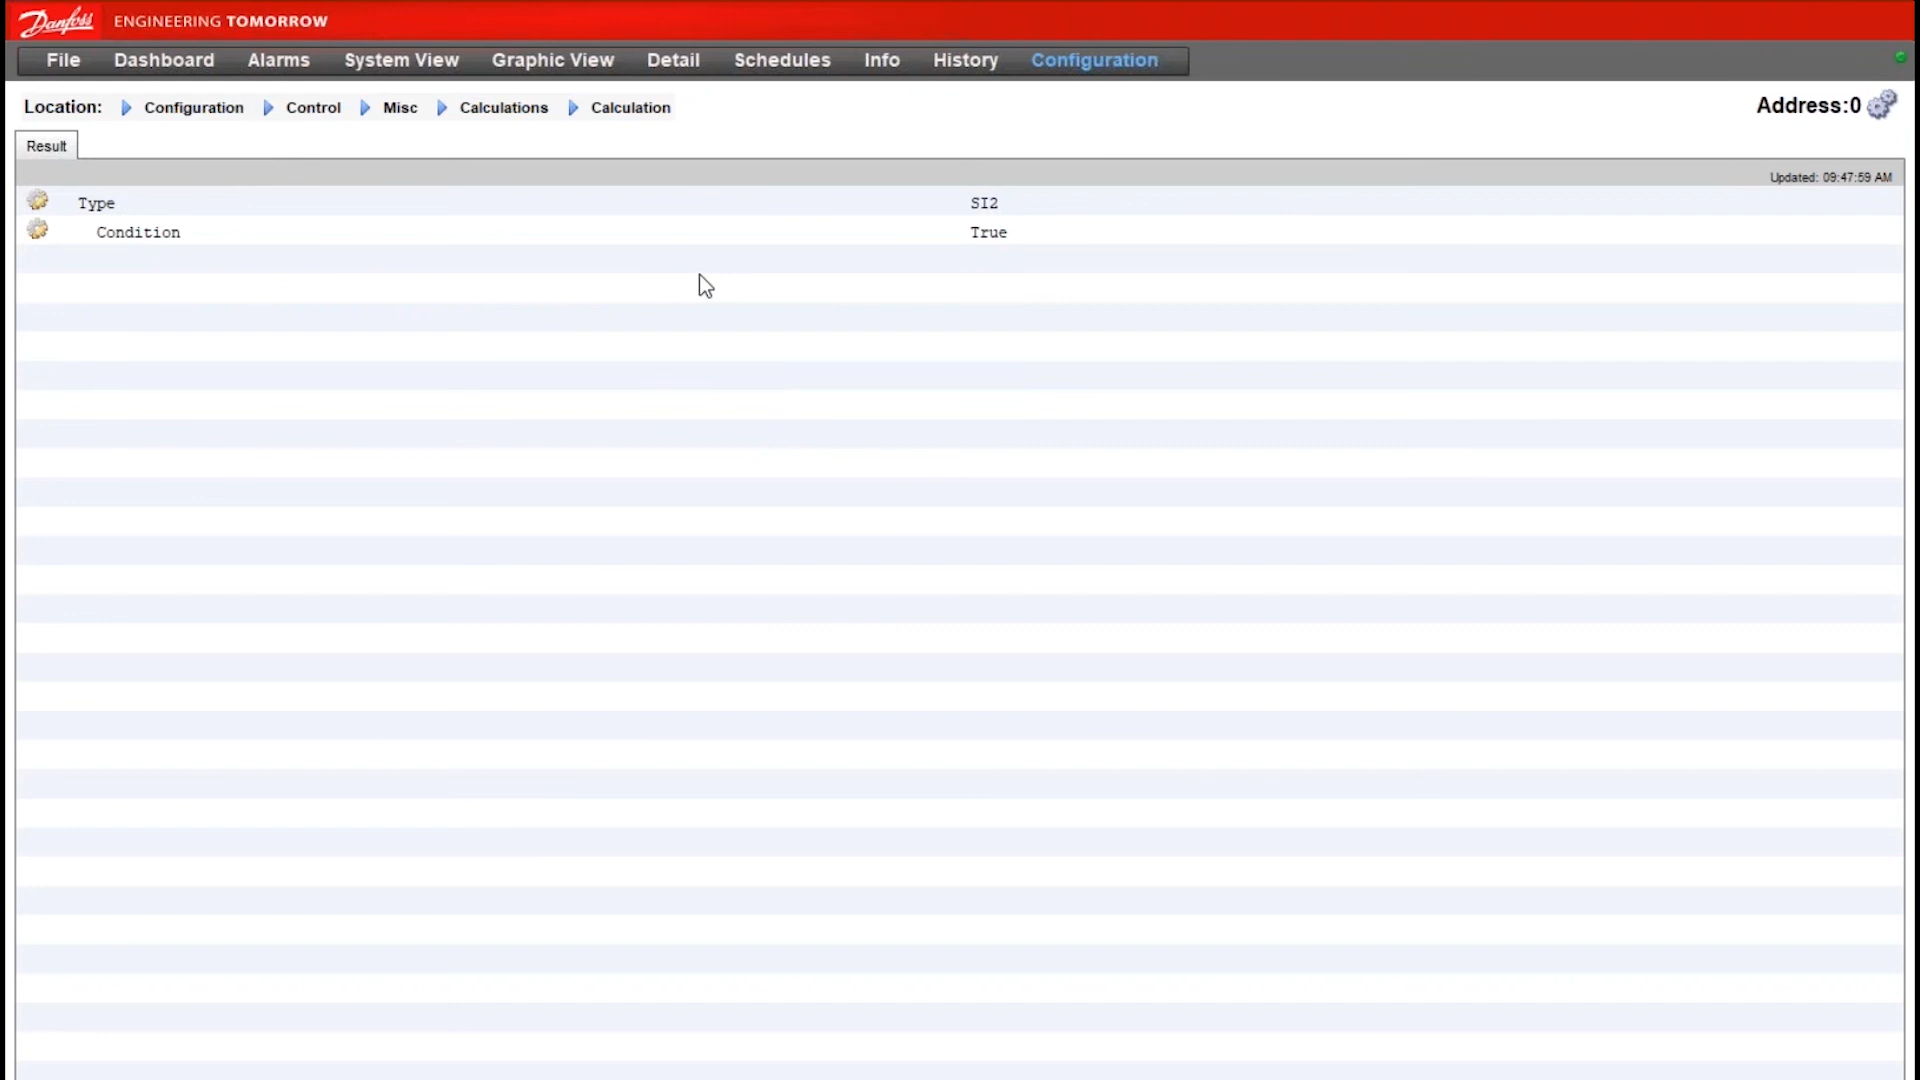 Danfoss ENGINEERING TOMORROW
File Dashboard Alarms System View Graphic View Detail Schedules Info History Configuration
Location: Configuration Control Misc Calculations Calculation Address:0
Result
Updated: 09:47:59 AM
Type SI2
Condition True